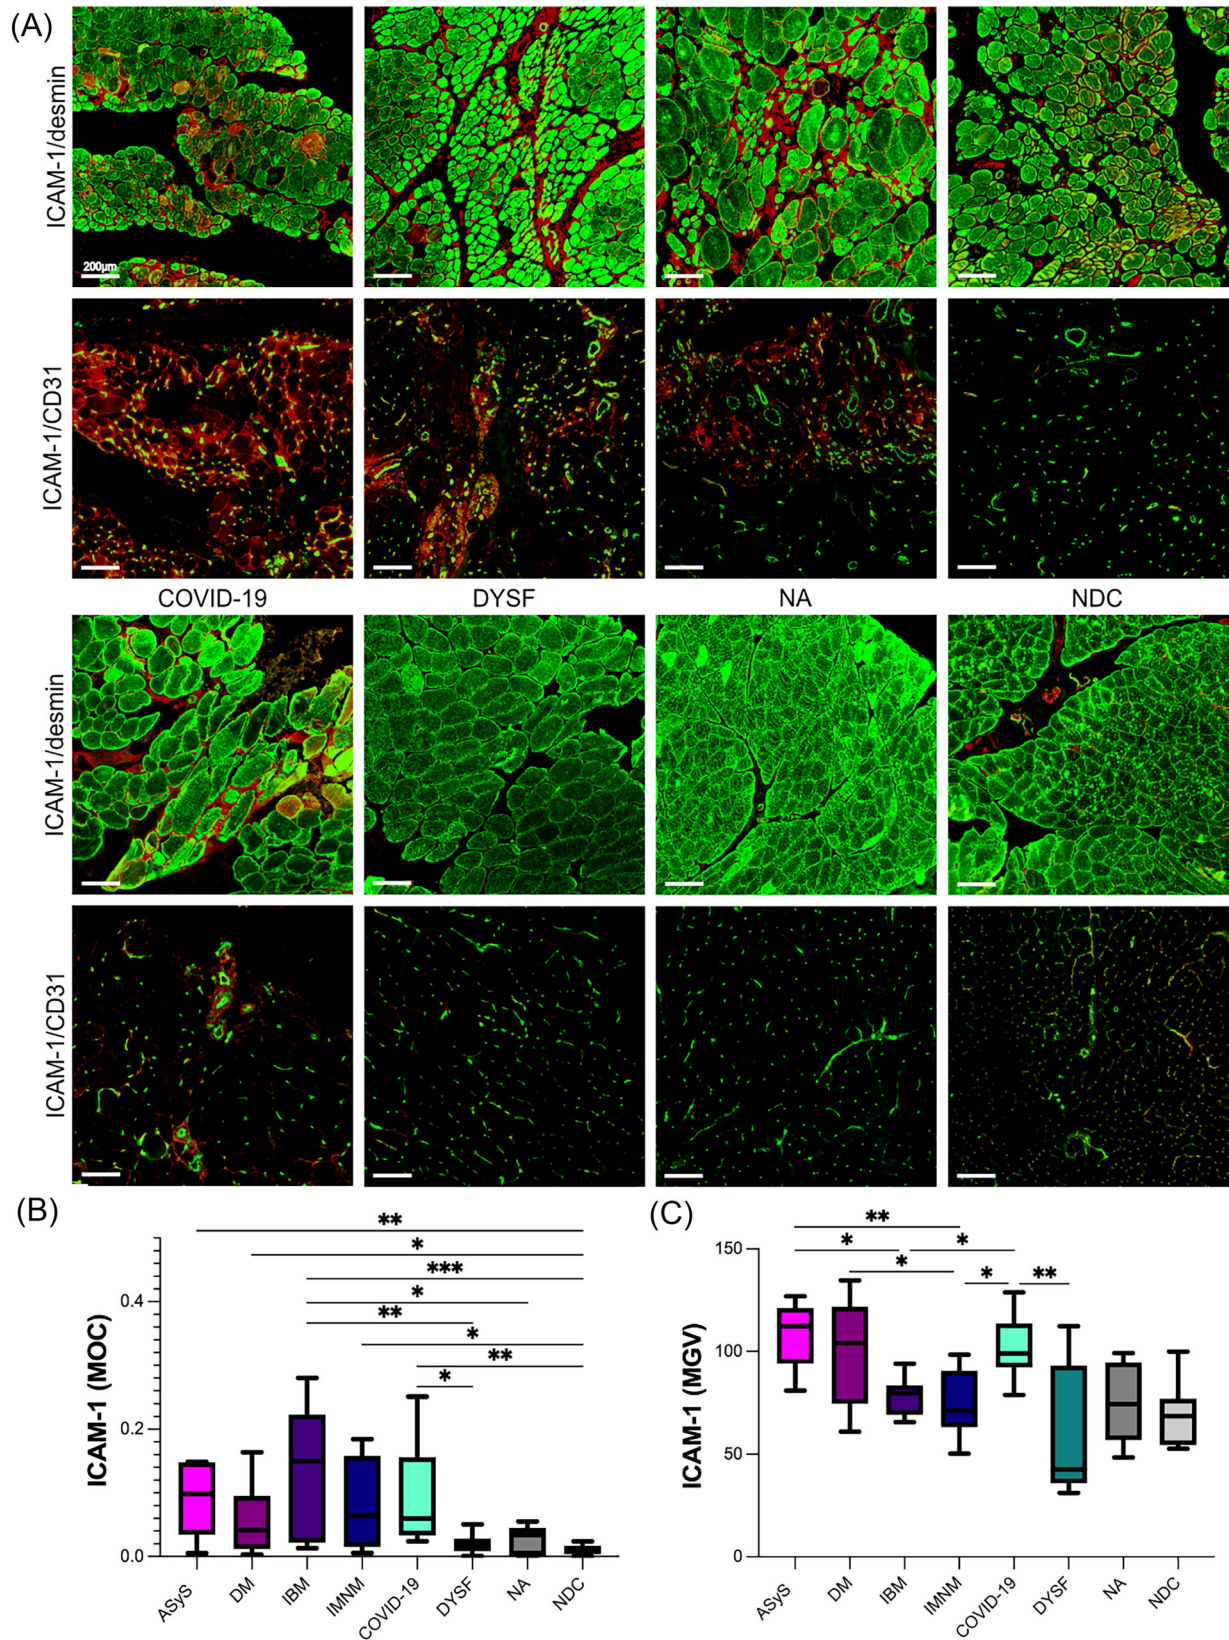 (A)
ICAM-1/desmin
200µm
ICAM-1/CD31
COVID-19 DYSF NA NDC
ICAM-1/desmin
ICAM-1/CD31
(B)
**
*
***
*
**
*
**
*
ICAM-1 (MOC)
0.4
0.2
0.0
ASyS DM IBM IMNM COVID-19 DYSF NA NDC
(C)
**
* *
* * **
ICAM-1 (MGV)
150
100
50
0
ASyS DM IBM IMNM COVID-19 DYSF NA NDC